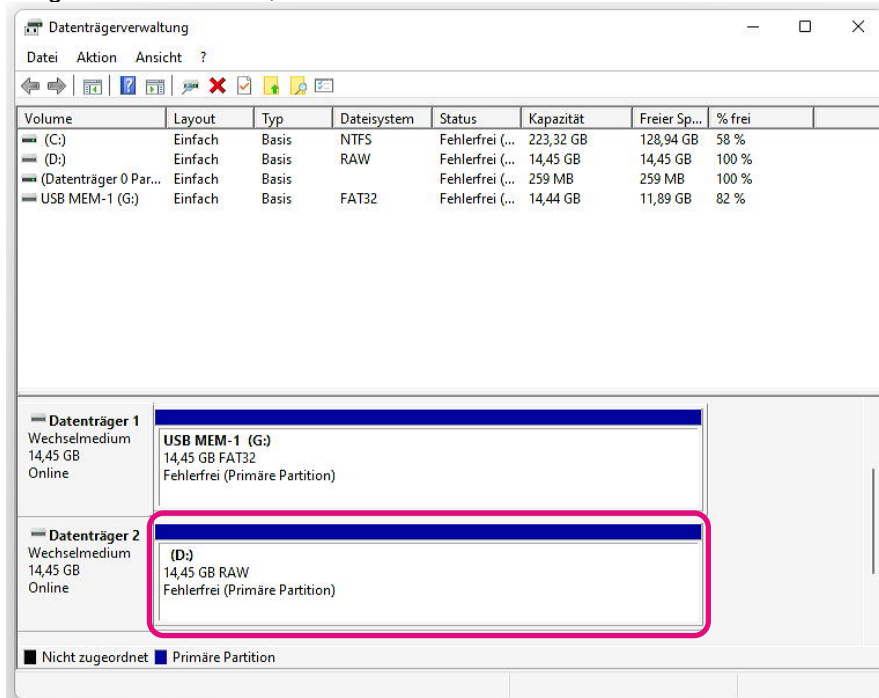 Datenträgerverwaltung
Datei Aktion Ansicht ?
Volume Layout Typ Dateisystem Status Kapazität Freier Sp... % frei
(C:) Einfach Basis NTFS Fehlerfrei (... 223,32 GB 128,94 GB 58 %
(D:) Einfach Basis RAW Fehlerfrei (... 14,45 GB 14,45 GB 100 %
(Datenträger 0 Par... Einfach Basis Fehlerfrei (... 259 MB 259 MB 100 %
USB MEM-1 (G:) Einfach Basis FAT32 Fehlerfrei (... 14,44 GB 11,89 GB 82 %
Datenträger 1
Wechselmedium
14,45 GB
Online
USB MEM-1 (G:)
14,45 GB FAT32
Fehlerfrei (Primäre Partition)
Datenträger 2
Wechselmedium
14,45 GB
Online
(D:)
14,45 GB RAW
Fehlerfrei (Primäre Partition)
Nicht zugeordnet Primäre Partition